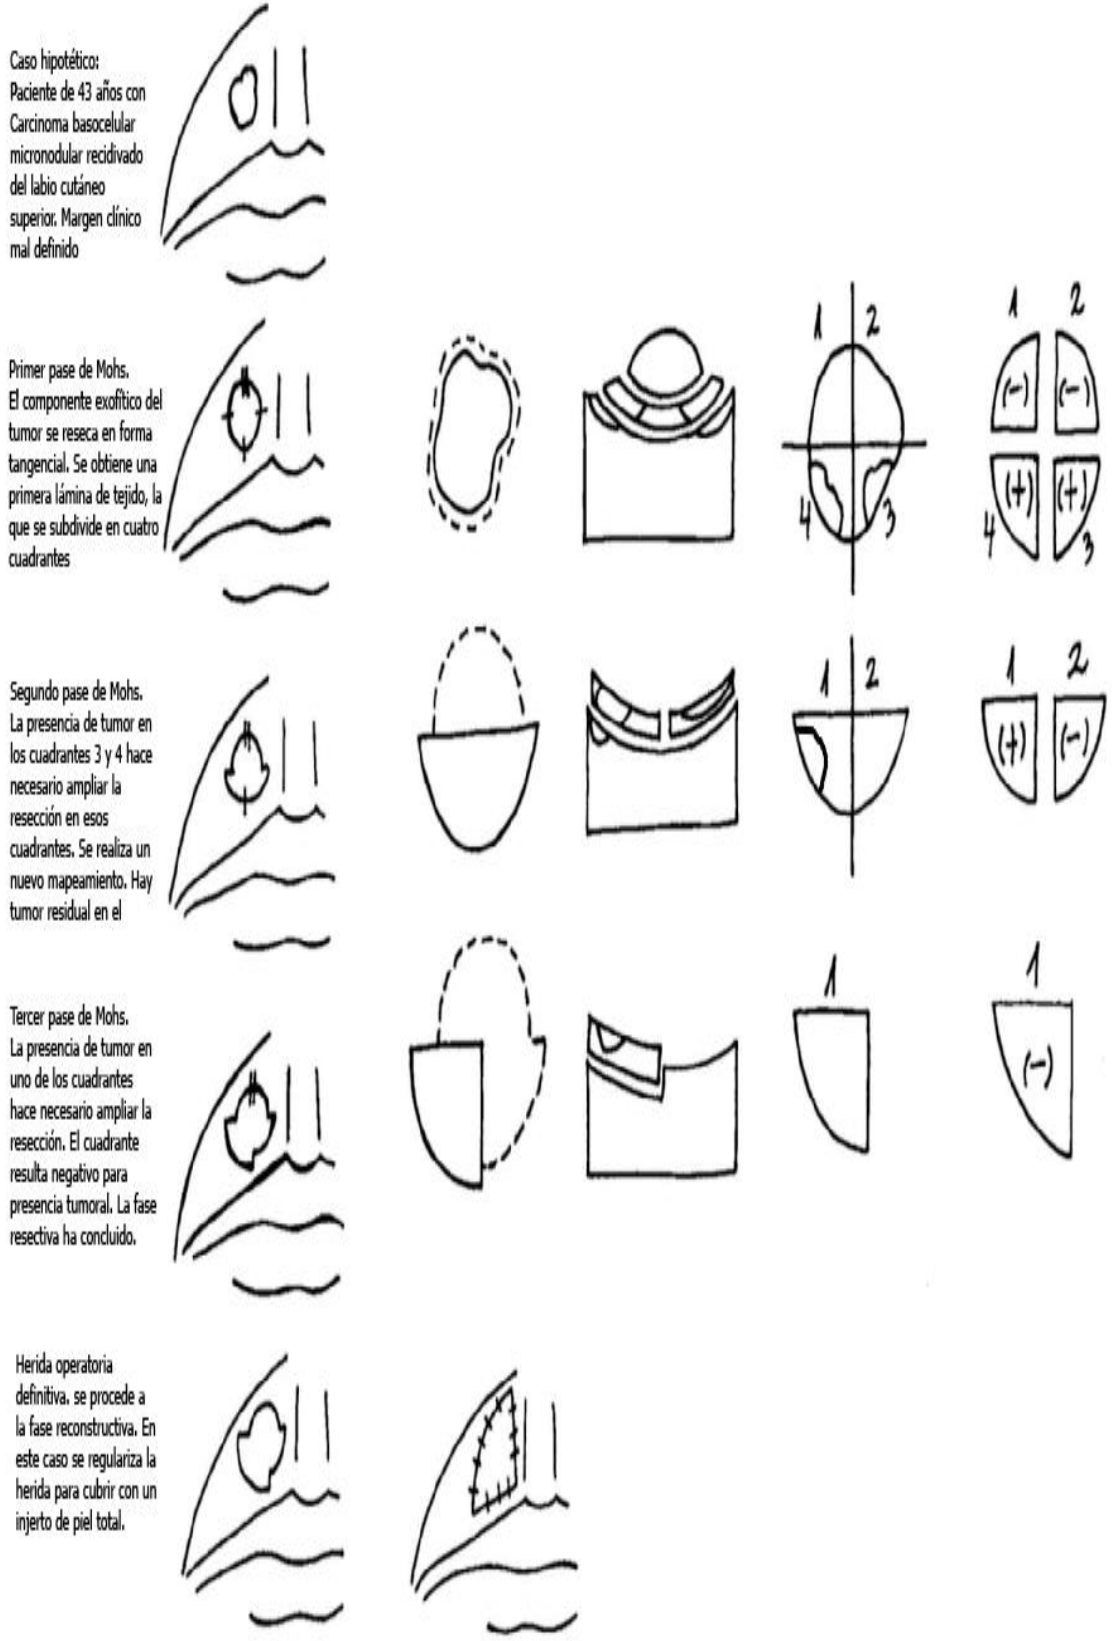 Caso hipotético:
Paciente de 43 años con
Carcinoma basocelular
micronodular recidivado
del labio cutáneo
superior. Margen clínico
mal definido
Primer pase de Mohs.
El componente exofítico del
tumor se reseca en forma
tangencial. Se obtiene una
primera lámina de tejido, la
que se subdivide en cuatro
cuadrantes
1 2
4 3
1 2
(-) (-)
(+) (+)
4 3
Segundo pase de Mohs.
La presencia de tumor en
los cuadrantes 3 y 4 hace
necesario ampliar la
resección en esos
cuadrantes. Se realiza un
nuevo mapeamiento. Hay
tumor residual en el
1 2
1 2
(+) (-)
Tercer pase de Mohs.
La presencia de tumor en
uno de los cuadrantes
hace necesario ampliar la
resección. El cuadrante
resulta negativo para
presencia tumoral. La fase
resectiva ha concluido.
1
1
(-)
Herida operatoria
definitiva. se procede a
la fase reconstructiva. En
este caso se regulariza la
herida para cubrir con un
injerto de piel total.